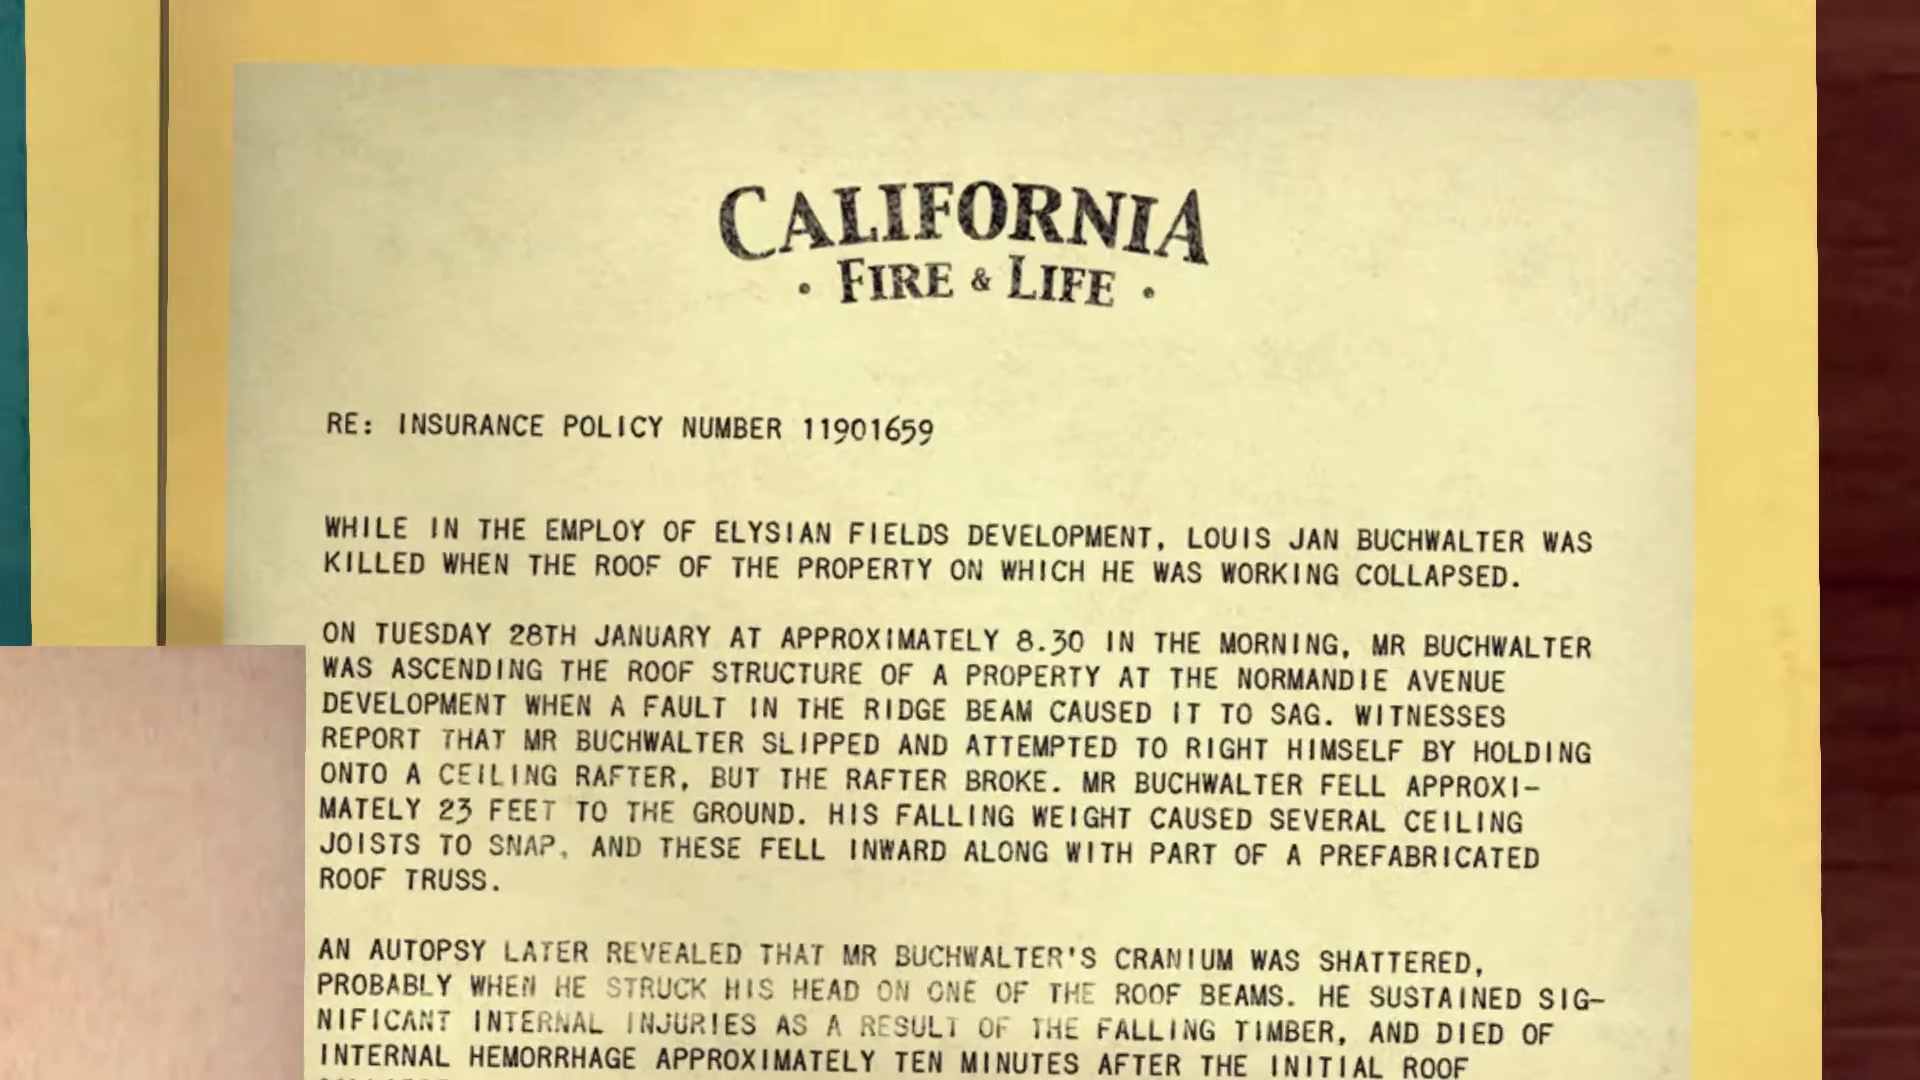 CALIFORNIA
· FIRE & LIFE ·
RE: INSURANCE POLICY NUMBER 11901659
WHILE IN THE EMPLOY OF ELYSIAN FIELDS DEVELOPMENT, LOUIS JAN BUCHWALTER WAS
KILLED WHEN THE ROOF OF THE PROPERTY ON WHICH HE WAS WORKING COLLAPSED.
ON TUESDAY 28TH JANUARY AT APPROXIMATELY 8.30 IN THE MORNING, MR BUCHWALTER
WAS ASCENDING THE ROOF STRUCTURE OF A PROPERTY AT THE NORMANDIE AVENUE
DEVELOPMENT WHEN A FAULT IN THE RIDGE BEAM CAUSED IT TO SAG. WITNESSES
REPORT THAT MR BUCHWALTER SLIPPED AND ATTEMPTED TO RIGHT HIMSELF BY HOLDING
ONTO A CEILING RAFTER, BUT THE RAFTER BROKE. MR BUCHWALTER FELL APPROXI-
MATELY 23 FEET TO THE GROUND. HIS FALLING WEIGHT CAUSED SEVERAL CEILING
JOISTS TO SNAP, AND THESE FELL INWARD ALONG WITH PART OF A PREFABRICATED
ROOF TRUSS.
AN AUTOPSY LATER REVEALED THAT MR BUCHWALTER'S CRANIUM WAS SHATTERED,
PROBABLY WHEN HE STRUCK HIS HEAD ON ONE OF THE ROOF BEAMS. HE SUSTAINED SIG-
NIFICANT INTERNAL INJURIES AS A RESULT OF THE FALLING TIMBER, AND DIED OF
INTERNAL HEMORRHAGE APPROXIMATELY TEN MINUTES AFTER THE INITIAL ROOF